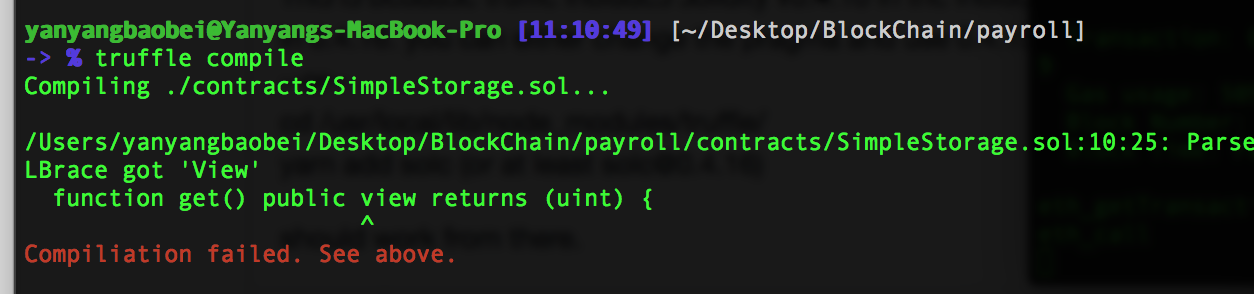 yanyangbaobei@Yanyangs-MacBook-Pro [11:10:49] [~/Desktop/BlockChain/payroll]
-> % truffle compile
Compiling ./contracts/SimpleStorage.sol...
/Users/yanyangbaobei/Desktop/BlockChain/payroll/contracts/SimpleStorage.sol:10:25: Parse
LBrace got 'View'
function get() public view returns (uint) {
^
Compiliation failed. See above.